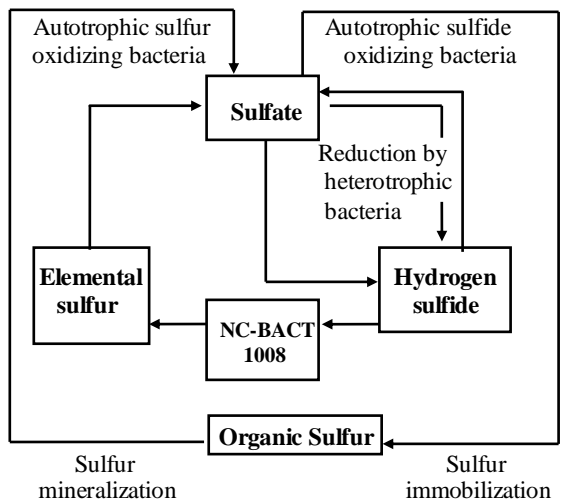 Autotrophic sulfur
oxidizing bacteria
Autotrophic sulfide
oxidizing bacteria
Sulfate
Reduction by
heterotrophic
bacteria
Elemental
sulfur
Hydrogen
sulfide
NC-BACT
1008
Organic Sulfur
Sulfur
mineralization
Sulfur
immobilization